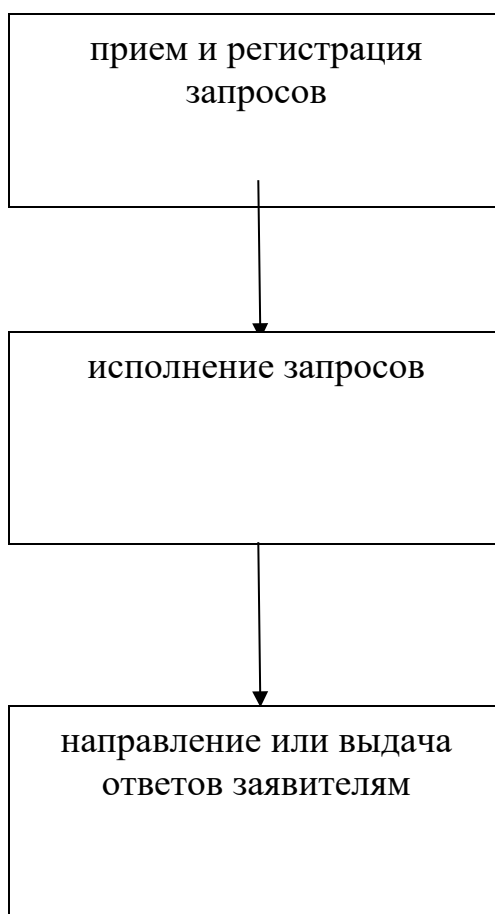 прием и регистрация
запросов
исполнение запросов
направление или выдача
ответов заявителям